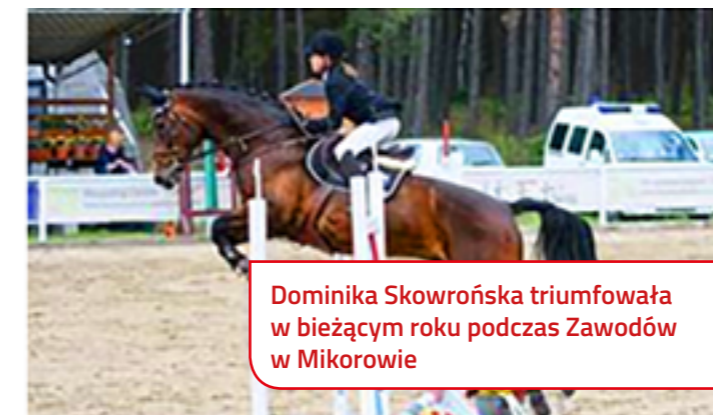 Dominika Skowrońska triumfowała
w bieżącym roku podczas Zawodów
w Mikorowie